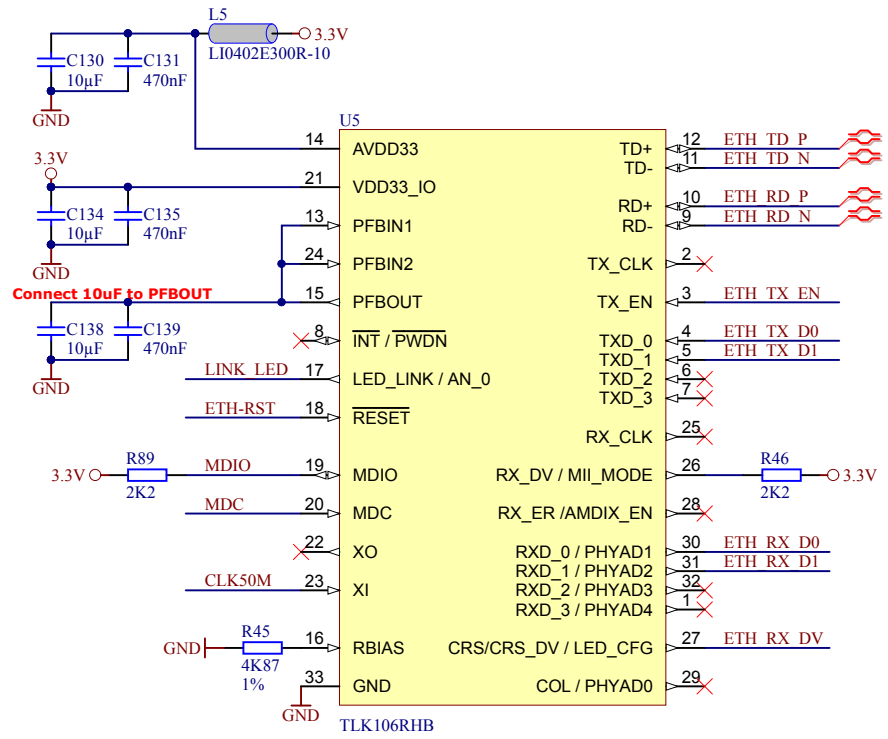 L5
3.3V
LI0402E300R-10
C130
10µF
C131
470nF
GND
U5
14
AVDD33
TD+
12
ETH_TD_P
TD-
11
ETH_TD_N
3.3V
21
VDD33_IO
C134
10µF
C135
470nF
GND
RD+
10
ETH_RD_P
RD-
9
ETH_RD_N
13
PFBIN1
24
PFBIN2
TX_CLK
2
Connect 10uF to PFBOUT
15
PFBOUT
TX_EN
3
ETH_TX_EN
C138
10µF
C139
470nF
GND
8
INT / PWDN
TXD_0
4
ETH_TX_D0
TXD_1
5
ETH_TX_D1
LINK_LED
17
LED_LINK / AN_0
TXD_2
6
TXD_3
7
ETH-RST
18
RESET
RX_CLK
25
3.3V
R89
2K2
MDIO
19
MDIO
RX_DV / MII_MODE
26
R46
2K2
3.3V
MDC
20
MDC
RX_ER /AMDIX_EN
28
22
XO
RXD_0 / PHYAD1
30
ETH_RX_D0
RXD_1 / PHYAD2
31
ETH_RX_D1
CLK50M
23
XI
RXD_2 / PHYAD3
32
RXD_3 / PHYAD4
1
GND
R45
4K87
1%
16
RBIAS
CRS/CRS_DV / LED_CFG
27
ETH_RX_DV
33
GND
GND
COL / PHYAD0
29
TLK106RHB